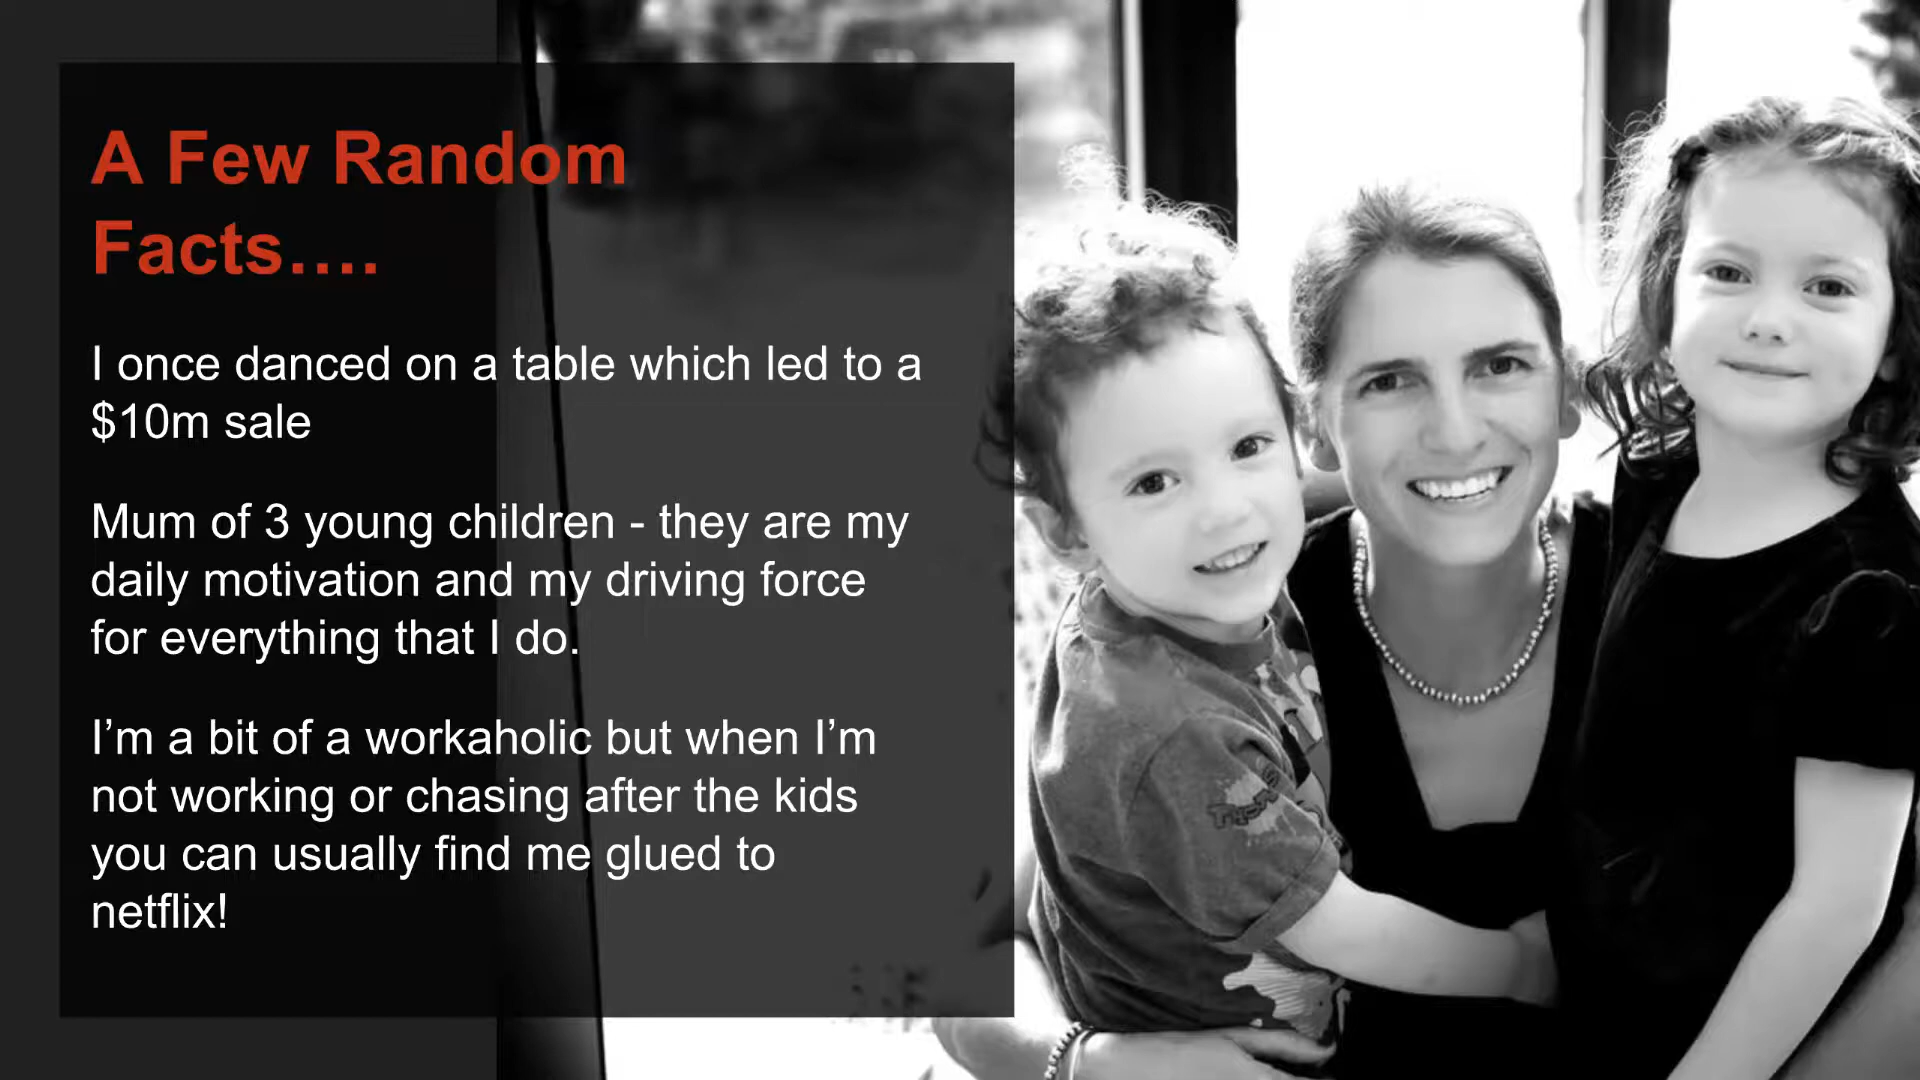 A Few Random
Facts....
I once danced on a table which led to a
$10m sale
Mum of 3 young children - they are my
daily motivation and my driving force
for everything that I do.
I’m a bit of a workaholic but when I’m
not working or chasing after the kids
you can usually find me glued to
netflix!